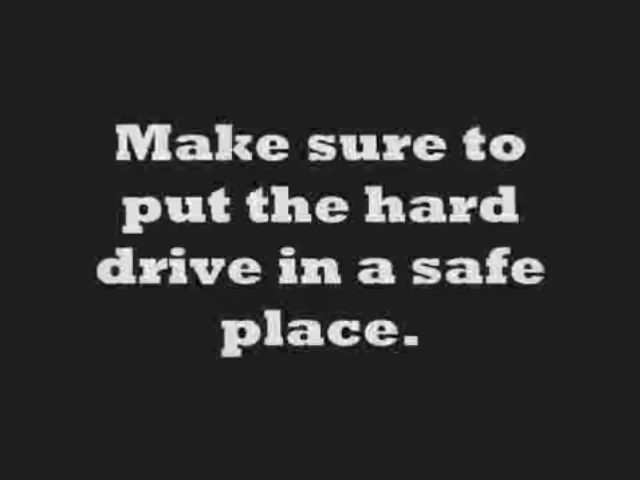 Make sure to
put the hard
drive in a safe
place.